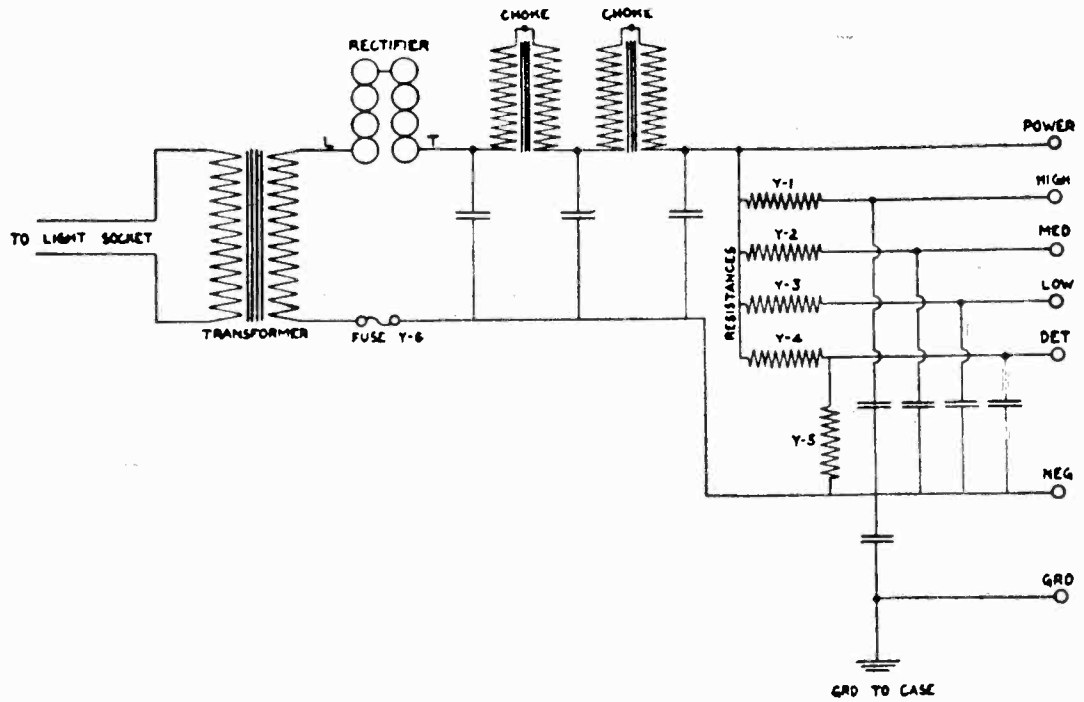 CHOKE
CHOKE
RECTIFIER
L
T
POWER
HIGH
MED
LOW
DET
NEG
GRD
Y-1
Y-2
Y-3
Y-4
Y-5
RESISTANCES
TO LIGHT SOCKET
TRANSFORMER
FUSE Y-6
GRD TO CASE